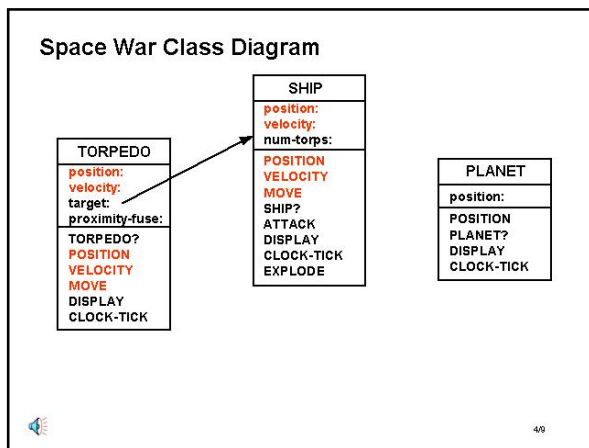 Space War Class Diagram
SHIP
position:
velocity:
num-torps:
POSITION
VELOCITY
MOVE
SHIP?
ATTACK
DISPLAY
CLOCK-TICK
EXPLODE
TORPEDO
position:
velocity:
target:
proximity-fuse:
TORPEDO?
POSITION
VELOCITY
MOVE
DISPLAY
CLOCK-TICK
PLANET
position:
POSITION
PLANET?
DISPLAY
CLOCK-TICK
4/9